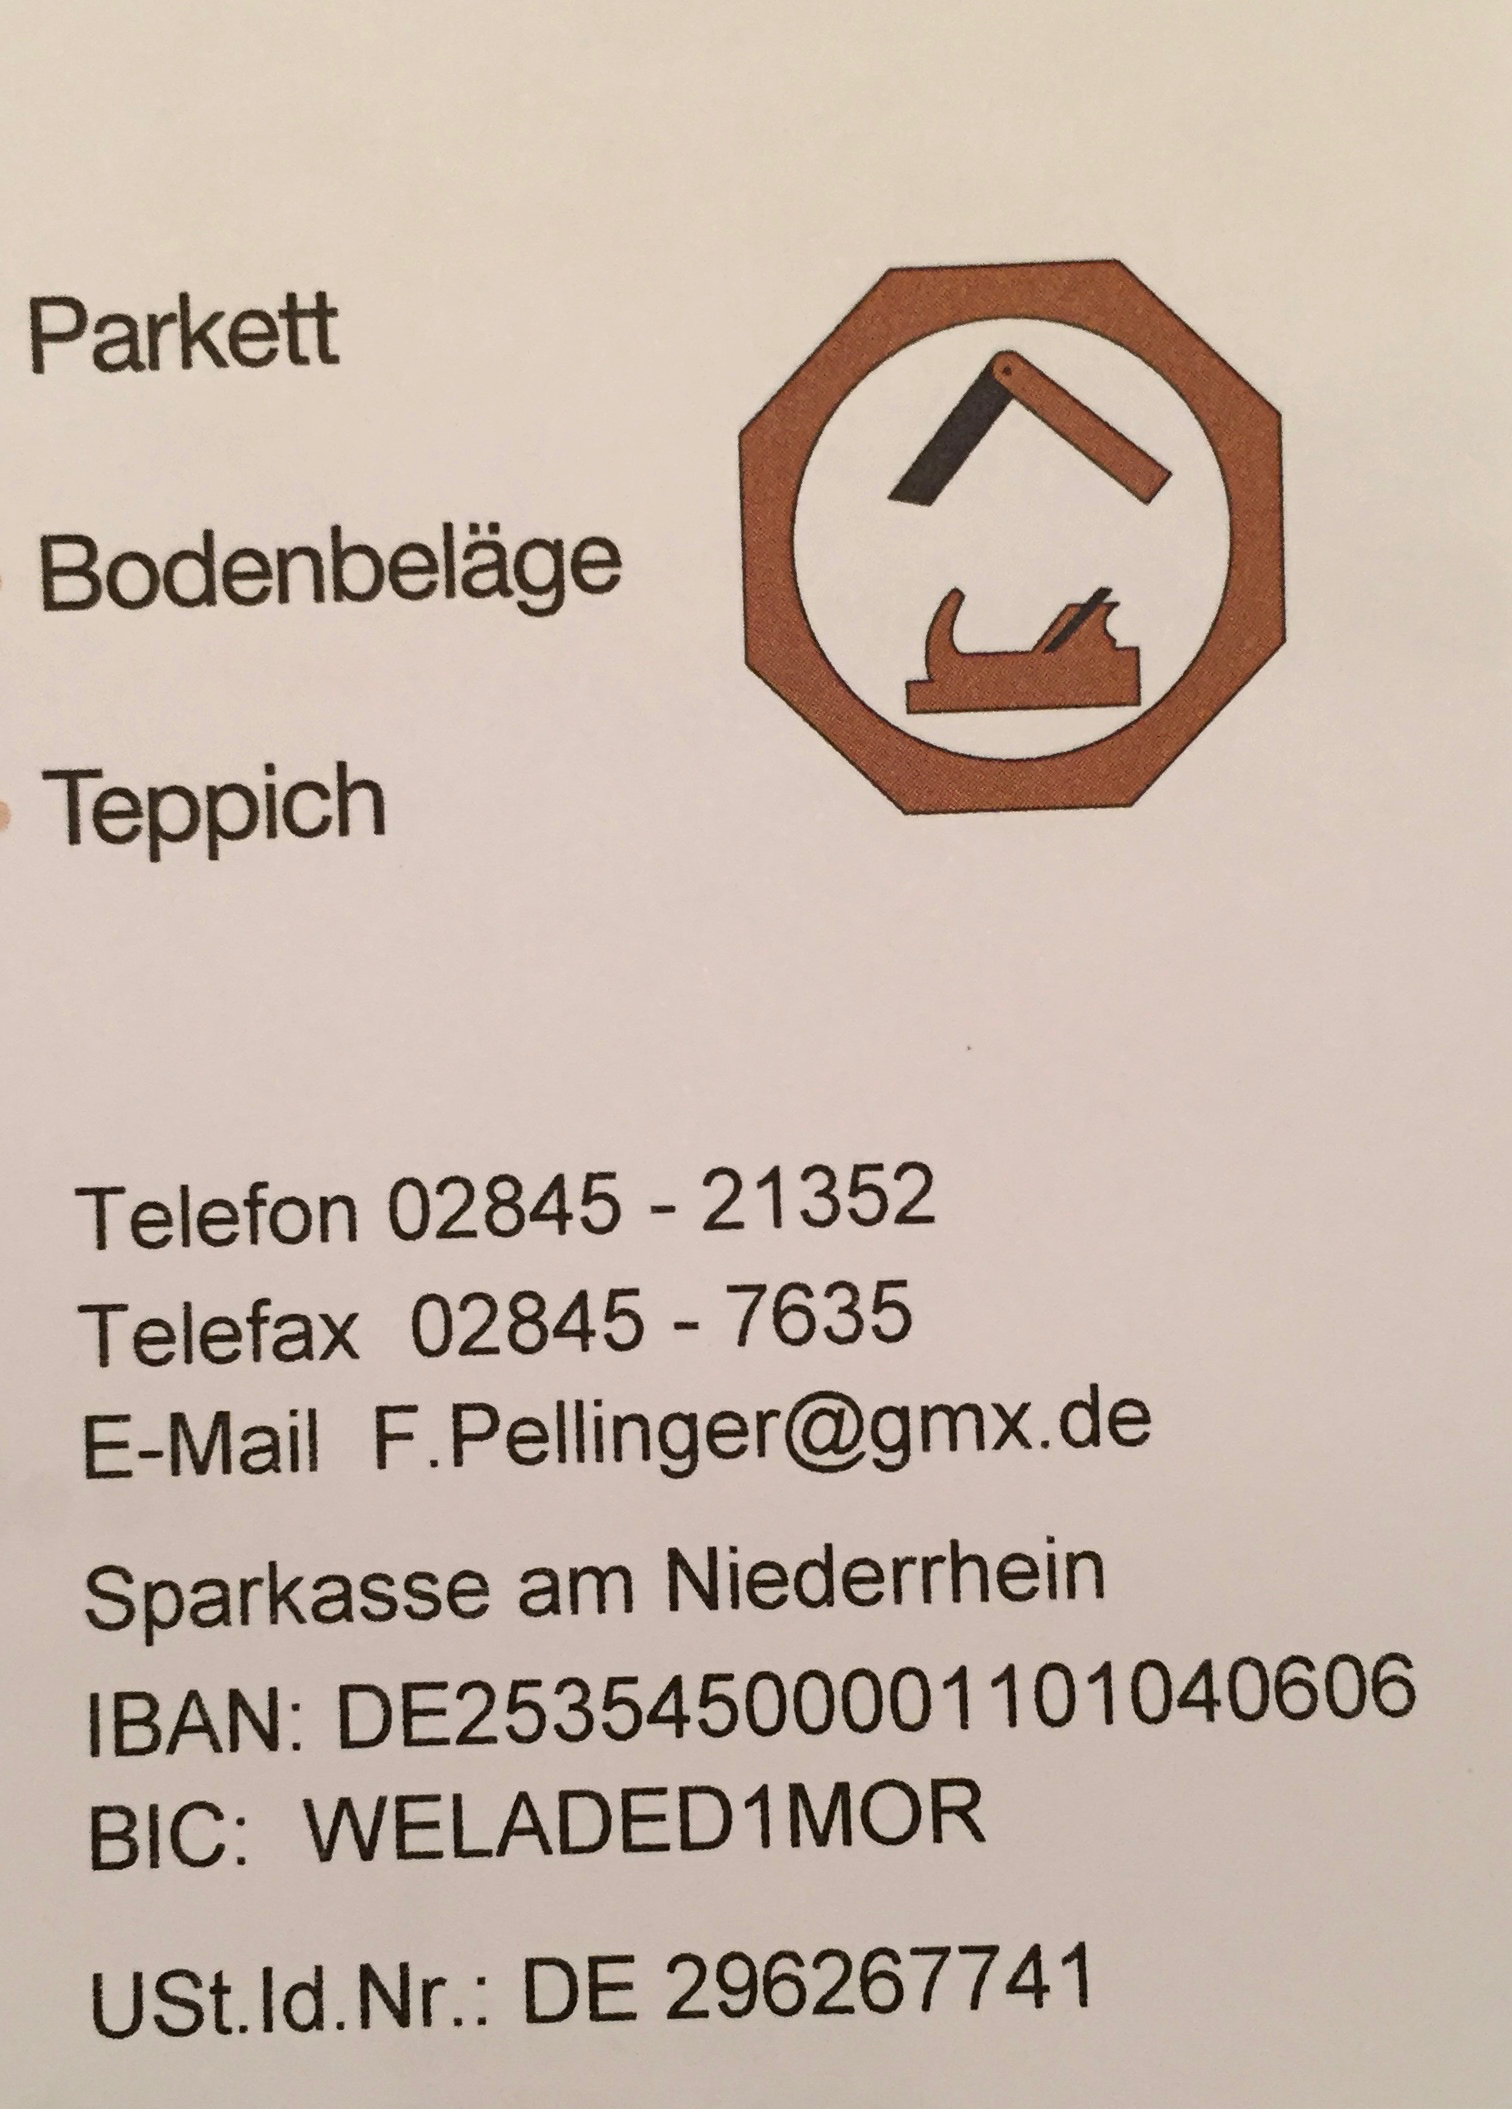 Parkett
Bodenbeläge
Teppich
Telefon 02845 - 21352
Telefax 02845 - 7635
E-Mail F.Pellinger@gmx.de
Sparkasse am Niederrhein
IBAN: DE25354500001101040606
BIC: WELADED1MOR
USt.Id.Nr.: DE 296267741